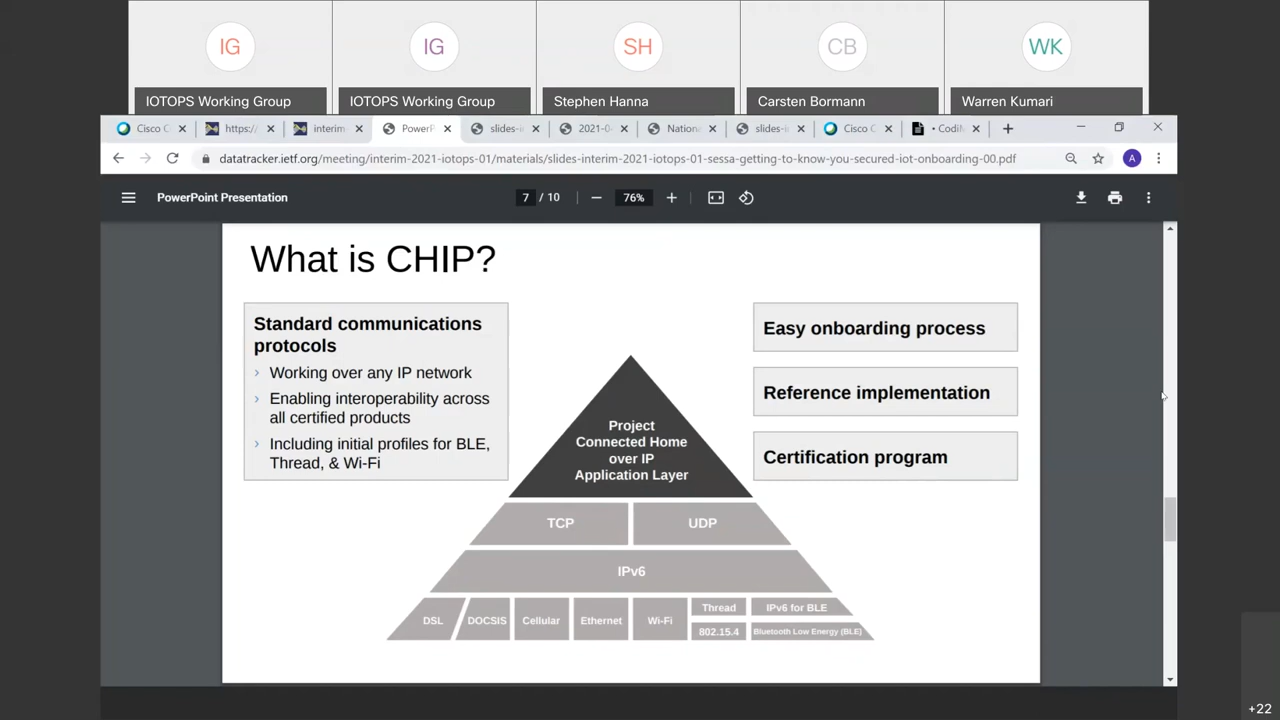 IG
IG
SH
CB
WK
IOTOPS Working Group
IOTOPS Working Group
Stephen Hanna
Carsten Bormann
Warren Kumari
Cisco C
https:/
interim
PowerP
slides-i
2021-0
Nation
slides-i
Cisco C
• CodiM
datatracker.ietf.org/meeting/interim-2021-iotops-01/materials/slides-interim-2021-iotops-01-sessa-getting-to-know-you-secured-iot-onboarding-00.pdf
A
PowerPoint Presentation
7 / 10
76%
What is CHIP?
Standard communications
protocols
Working over any IP network
Enabling interoperability across
all certified products
Including initial profiles for BLE,
Thread, & Wi-Fi
Project
Connected Home
over IP
Application Layer
TCP
UDP
IPv6
DSL
DOCSIS
Cellular
Ethernet
Wi-Fi
Thread
802.15.4
IPv6 for BLE
Bluetooth Low Energy (BLE)
Easy onboarding process
Reference implementation
Certification program
+22